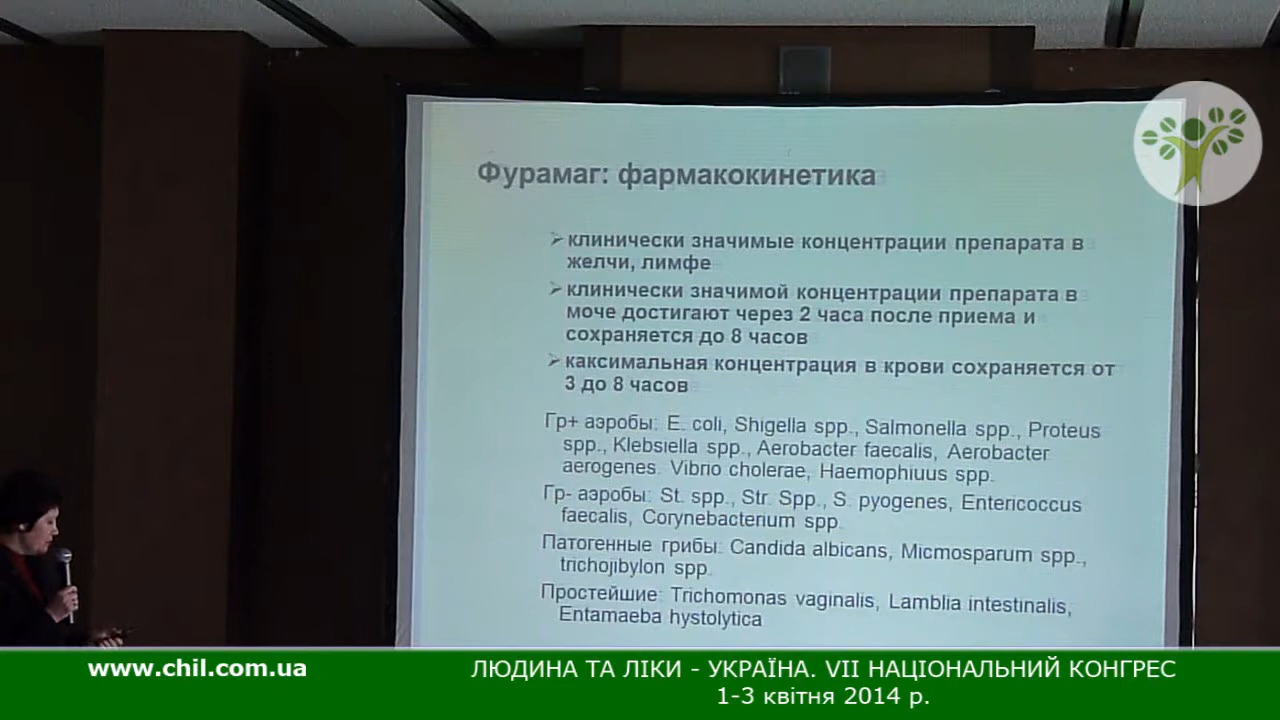 Фурамаг: фармакокинетика
➢клинически значимые концентрации препарата в
желчи, лимфе
➢клинически значимой концентрации препарата в
моче достигают через 2 часа после приема и
сохраняется до 8 часов
➢каксимальная концентрация в крови сохраняется от
3 до 8 часов
Гр+ аэробы: E. coli, Shigella spp., Salmonella spp., Proteus
spp., Klebsiella spp., Aerobacter faecalis, Aerobacter
aerogenes. Vibrio cholerae, Haemophiuus spp.
Гр- аэробы: St. spp., Str. Spp., S. pyogenes, Entericoccus
faecalis, Corynebacterium spp.
Патогенные грибы: Candida albicans, Micmosparum spp.,
trichojibylon spp.
Простейшие: Trichomonas vaginalis, Lamblia intestinalis,
Entamaeba hystolytica
www.chil.com.ua
ЛЮДИНА ТА ЛІКИ - УКРАЇНА. VII НАЦІОНАЛЬНИЙ КОНГРЕС
1-3 квітня 2014 р.